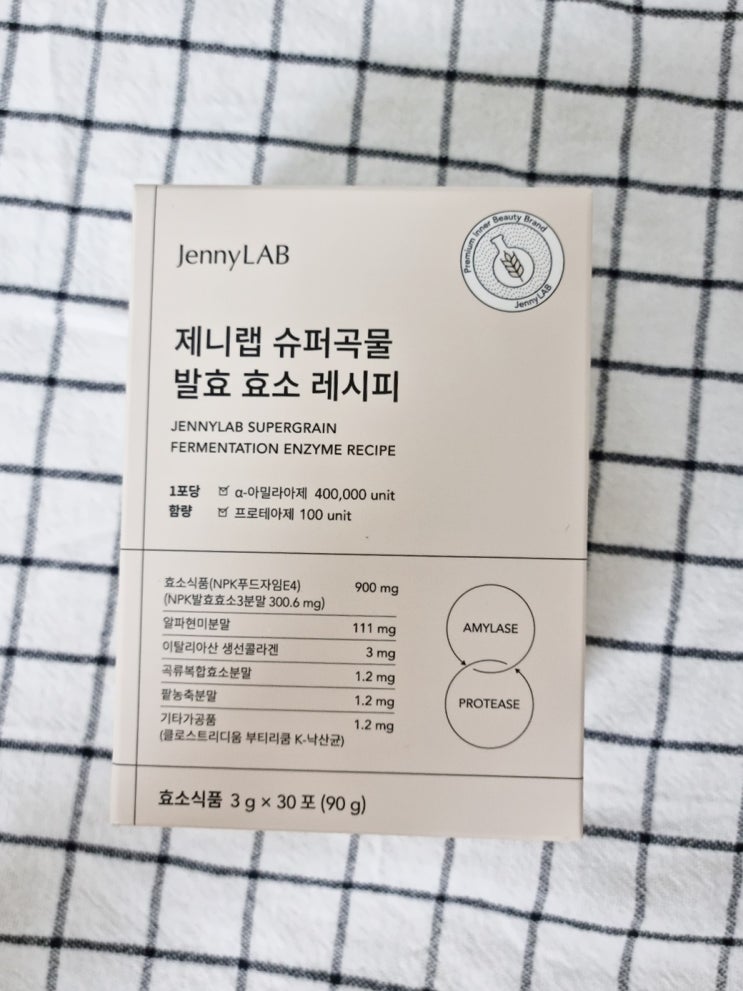 JennyLAB
Premium Inner Beauty Brand
JennyLAB
제니랩 슈퍼곡물
발효 효소 레시피
JENNYLAB SUPERGRAIN
FERMENTATION ENZYME RECIPE
1포당 α-아밀라아제 400,000 unit
함량 프로테아제 100 unit
효소식품(NPK푸드자임E4) 900 mg
(NPK발효효소3분말 300.6 mg)
알파현미분말 111 mg
이탈리아산 생선콜라겐 3 mg
곡류복합효소분말 1.2 mg
팥농축분말 1.2 mg
기타가공품 1.2 mg
(클로스트리디움 부티리쿰 K-낙산균)
AMYLASE
PROTEASE
효소식품 3 g × 30 포 (90 g)